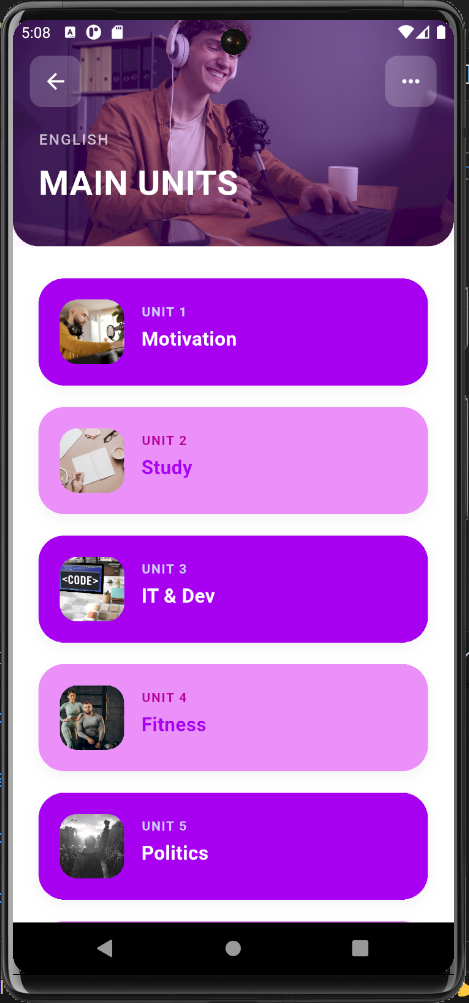 5:08
A
ENGLISH
MAIN UNITS
UNIT 1
Motivation
UNIT 2
Study
UNIT 3
<CODE>
IT & Dev
UNIT 4
Fitness
UNIT 5
Politics